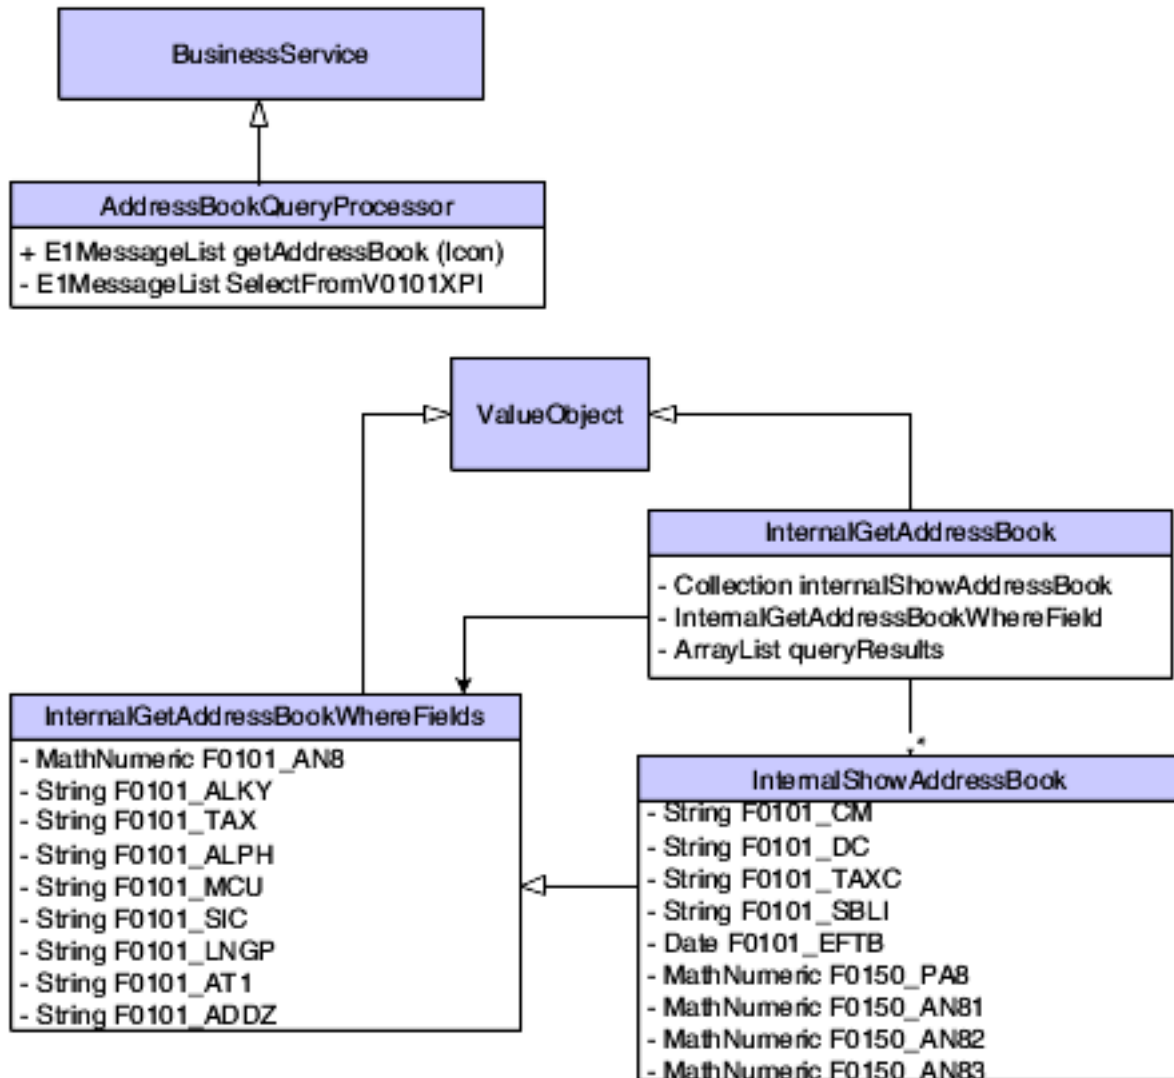 BusinessService
AddressBookQueryProcessor
+ E1MessageList getAddressBook (Icon)
- E1MessageList SelectFromV0101XPI
ValueObject
InternalGetAddressBook
- Collection internalShowAddressBook
- InternalGetAddressBookWhereField
- ArrayList queryResults
InternalGetAddressBookWhereFields
- MathNumeric F0101_AN8
- String F0101_ALKY
- String F0101_TAX
- String F0101_ALPH
- String F0101_MCU
- String F0101_SIC
- String F0101_LNGP
- String F0101_AT1
- String F0101_ADDZ
.*
InternalShowAddressBook
- String F0101_CM
- String F0101_DC
- String F0101_TAXC
- String F0101_SBLI
- Date F0101_EFTB
- MathNumeric F0150_PA8
- MathNumeric F0150_AN81
- MathNumeric F0150_AN82
- MathNumeric F0150_AN83